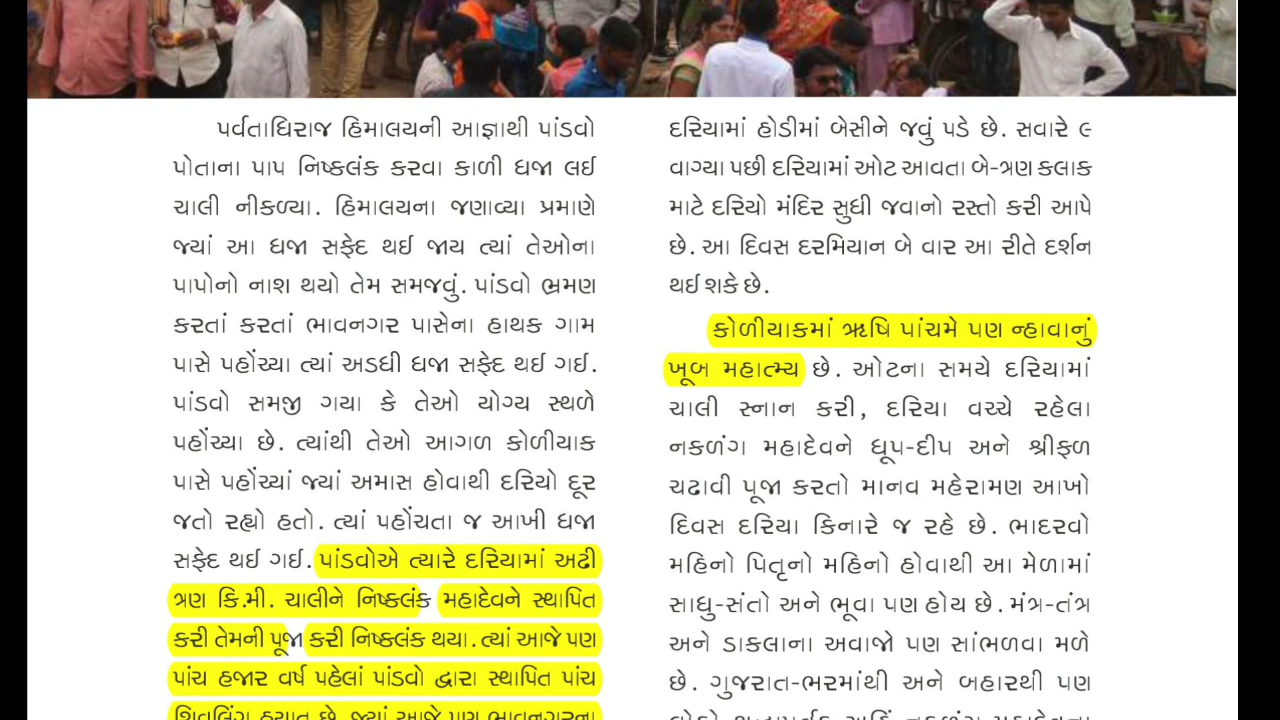 પર્વતાધિરાજ હિમાલયની આજ્ઞાથી પાંડવો
પોતાના પાપ નિષ્કલંક કરવા કાળી ધજા લઈ
ચાલી નીકળ્યા. હિમાલયના જણાવ્યા પ્રમાણે
જ્યાં આ ધજા સફેદ થઈ જાય ત્યાં તેઓના
પાપોનો નાશ થયો તેમ સમજવું. પાંડવો ભ્રમણ
કરતાં કરતાં ભાવનગર પાસેના હાથક ગામ
પાસે પહોંચ્યા ત્યાં અડધી ધજા સફેદ થઈ ગઈ.
પાંડવો સમજી ગયા કે તેઓ યોગ્ય સ્થળે
પહોંચ્યા છે. ત્યાંથી તેઓ આગળ કોળીયાક
પાસે પહોંચ્યાં જ્યાં અમાસ હોવાથી દરિયો દૂર
જતો રહ્યો હતો. ત્યાં પહોંચતા જ આખી ધજા
સફેદ થઈ ગઈ. પાંડવોએ ત્યારે દરિયામાં અઢી
ત્રણ કિ.મી. ચાલીને નિષ્કલંક મહાદેવને સ્થાપિત
કરી તેમની પૂજા કરી નિષ્કલંક થયા. ત્યાં આજે પણ
પાંચ હજાર વર્ષ પહેલાં પાંડવો દ્વારા સ્થાપિત પાંચ
શિવલિંગ હયાત છે. જ્યાં આજે પણ ભાવનગરના
દરિયામાં હોડીમાં બેસીને જવું પડે છે. સવારે ૯
વાગ્યા પછી દરિયામાં ઓટ આવતા બે-ત્રણ કલાક
માટે દરિયો મંદિર સુધી જવાનો રસ્તો કરી આપે
છે. આ દિવસ દરમિયાન બે વાર આ રીતે દર્શન
થઈ શકે છે.
કોળીયાકમાં ઋષિ પાંચમે પણ ન્હાવાનું
ખૂબ મહાત્મ્ય છે. ઓટના સમયે દરિયામાં
ચાલી સ્નાન કરી, દરિયા વચ્ચે રહેલા
નકળંગ મહાદેવને ધૂપ-દીપ અને શ્રીફળ
ચઢાવી પૂજા કરતો માનવ મહેરામણ આખો
દિવસ દરિયા કિનારે જ રહે છે. ભાદરવો
મહિનો પિતૃનો મહિનો હોવાથી આ મેળામાં
સાધુ-સંતો અને ભૂવા પણ હોય છે. મંત્ર-તંત્ર
અને ડાકલાના અવાજો પણ સાંભળવા મળે
છે. ગુજરાત-ભરમાંથી અને બહારથી પણ